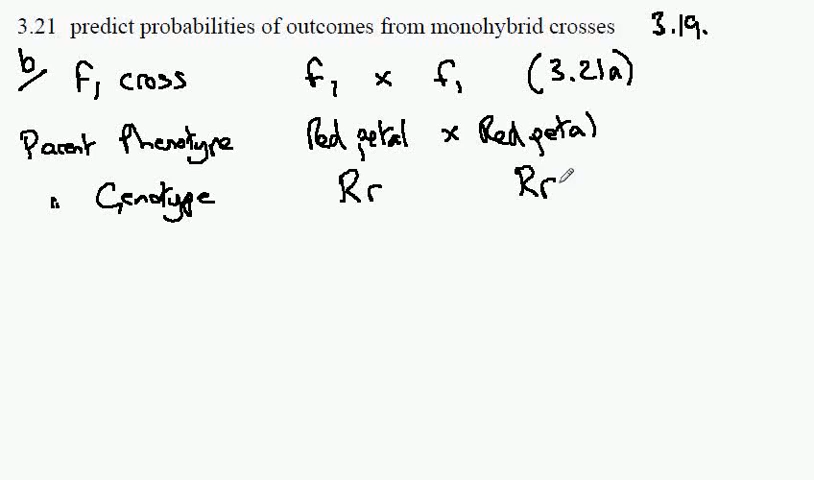 3.21 predict probabilities of outcomes from monohybrid crosses 3.19.
b/ F₁ cross F₁ x F₁ (3.21a)
Parent Phenotype Red petal x Red petal
" Genotype Rr Rr